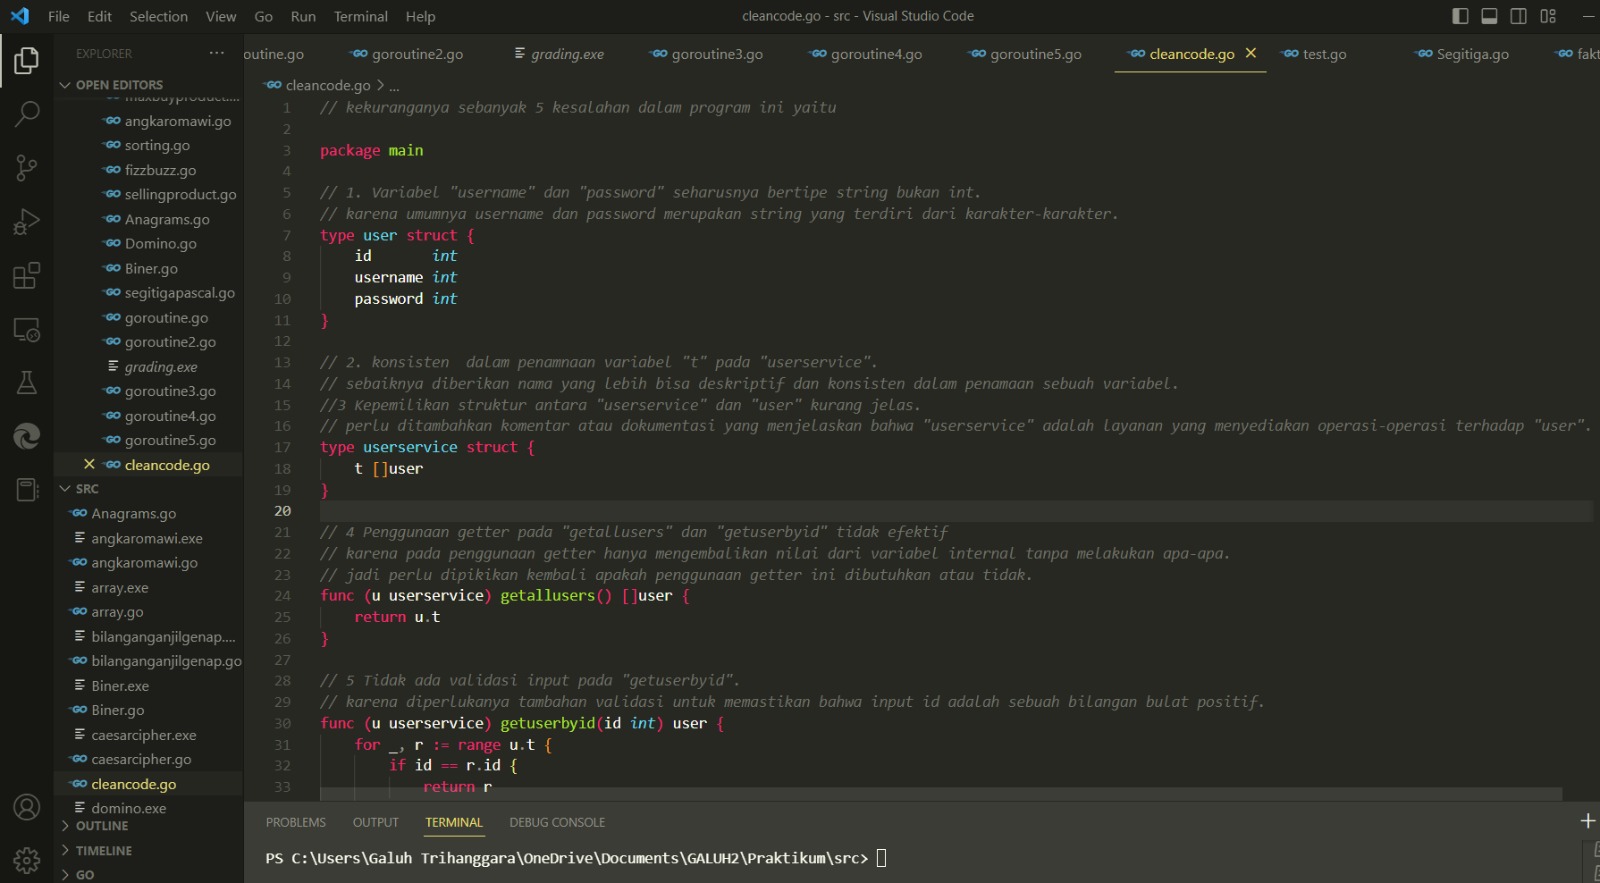 File Edit Selection View Go Run Terminal Help cleancode.go - src - Visual Studio Code
EXPLORER ...
outine.go goroutine2.go grading.exe goroutine3.go goroutine4.go goroutine5.go cleancode.go test.go Segitiga.go fakt
OPEN EDITORS
maxbuyproduct....
angkaromawi.go
sorting.go
fizzbuzz.go
sellingproduct.go
Anagrams.go
Domino.go
Biner.go
segitigapascal.go
goroutine.go
goroutine2.go
grading.exe
goroutine3.go
goroutine4.go
goroutine5.go
cleancode.go
SRC
Anagrams.go
angkaromawi.exe
angkaromawi.go
array.exe
array.go
bilanganganjilgenap....
bilanganganjilgenap.go
Biner.exe
Biner.go
caesarcipher.exe
caesarcipher.go
cleancode.go
domino.exe
OUTLINE
TIMELINE
GO
cleancode.go > ...
1 // kekuranganya sebanyak 5 kesalahan dalam program ini yaitu
2
3 package main
4
5 // 1. Variabel "username" dan "password" seharusnya bertipe string bukan int.
6 // karena umumnya username dan password merupakan string yang terdiri dari karakter-karakter.
7 type user struct {
8 id int
9 username int
10 password int
11 }
12
13 // 2. konsisten  dalam penamnaan variabel "t" pada "userservice".
14 // sebaiknya diberikan nama yang lebih bisa deskriptif dan konsisten dalam penamaan sebuah variabel.
15 //3 Kepemilikan struktur antara "userservice" dan "user" kurang jelas.
16 // perlu ditambahkan komentar atau dokumentasi yang menjelaskan bahwa "userservice" adalah layanan yang menyediakan operasi-operasi terhadap "user".
17 type userservice struct {
18 t []user
19 }
20
21 // 4 Penggunaan getter pada "getallusers" dan "getuserbyid" tidak efektif
22 // karena pada penggunaan getter hanya mengembalikan nilai dari variabel internal tanpa melakukan apa-apa.
23 // jadi perlu dipikikan kembali apakah penggunaan getter ini dibutuhkan atau tidak.
24 func (u userservice) getallusers() []user {
25 return u.t
26 }
27
28 // 5 Tidak ada validasi input pada "getuserbyid".
29 // karena diperlukanya tambahan validasi untuk memastikan bahwa input id adalah sebuah bilangan bulat positif.
30 func (u userservice) getuserbyid(id int) user {
31 for _, r := range u.t {
32 if id == r.id {
33 return r
PROBLEMS OUTPUT TERMINAL DEBUG CONSOLE
PS C:\Users\Galuh Trihanggara\OneDrive\Documents\GALUH2\Praktikum\src>